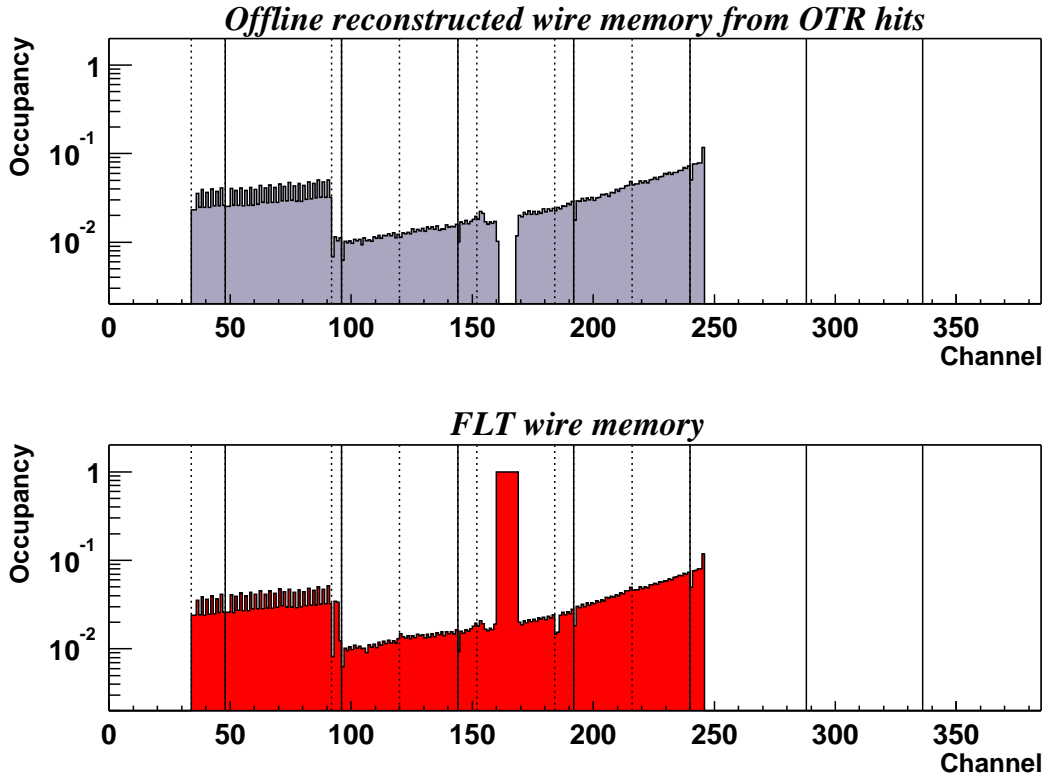 Offline reconstructed wire memory from OTR hits
Occupancy
1
10-1
10-2
0 50 100 150 200 250 300 350
Channel
FLT wire memory
Occupancy
1
10-1
10-2
0 50 100 150 200 250 300 350
Channel